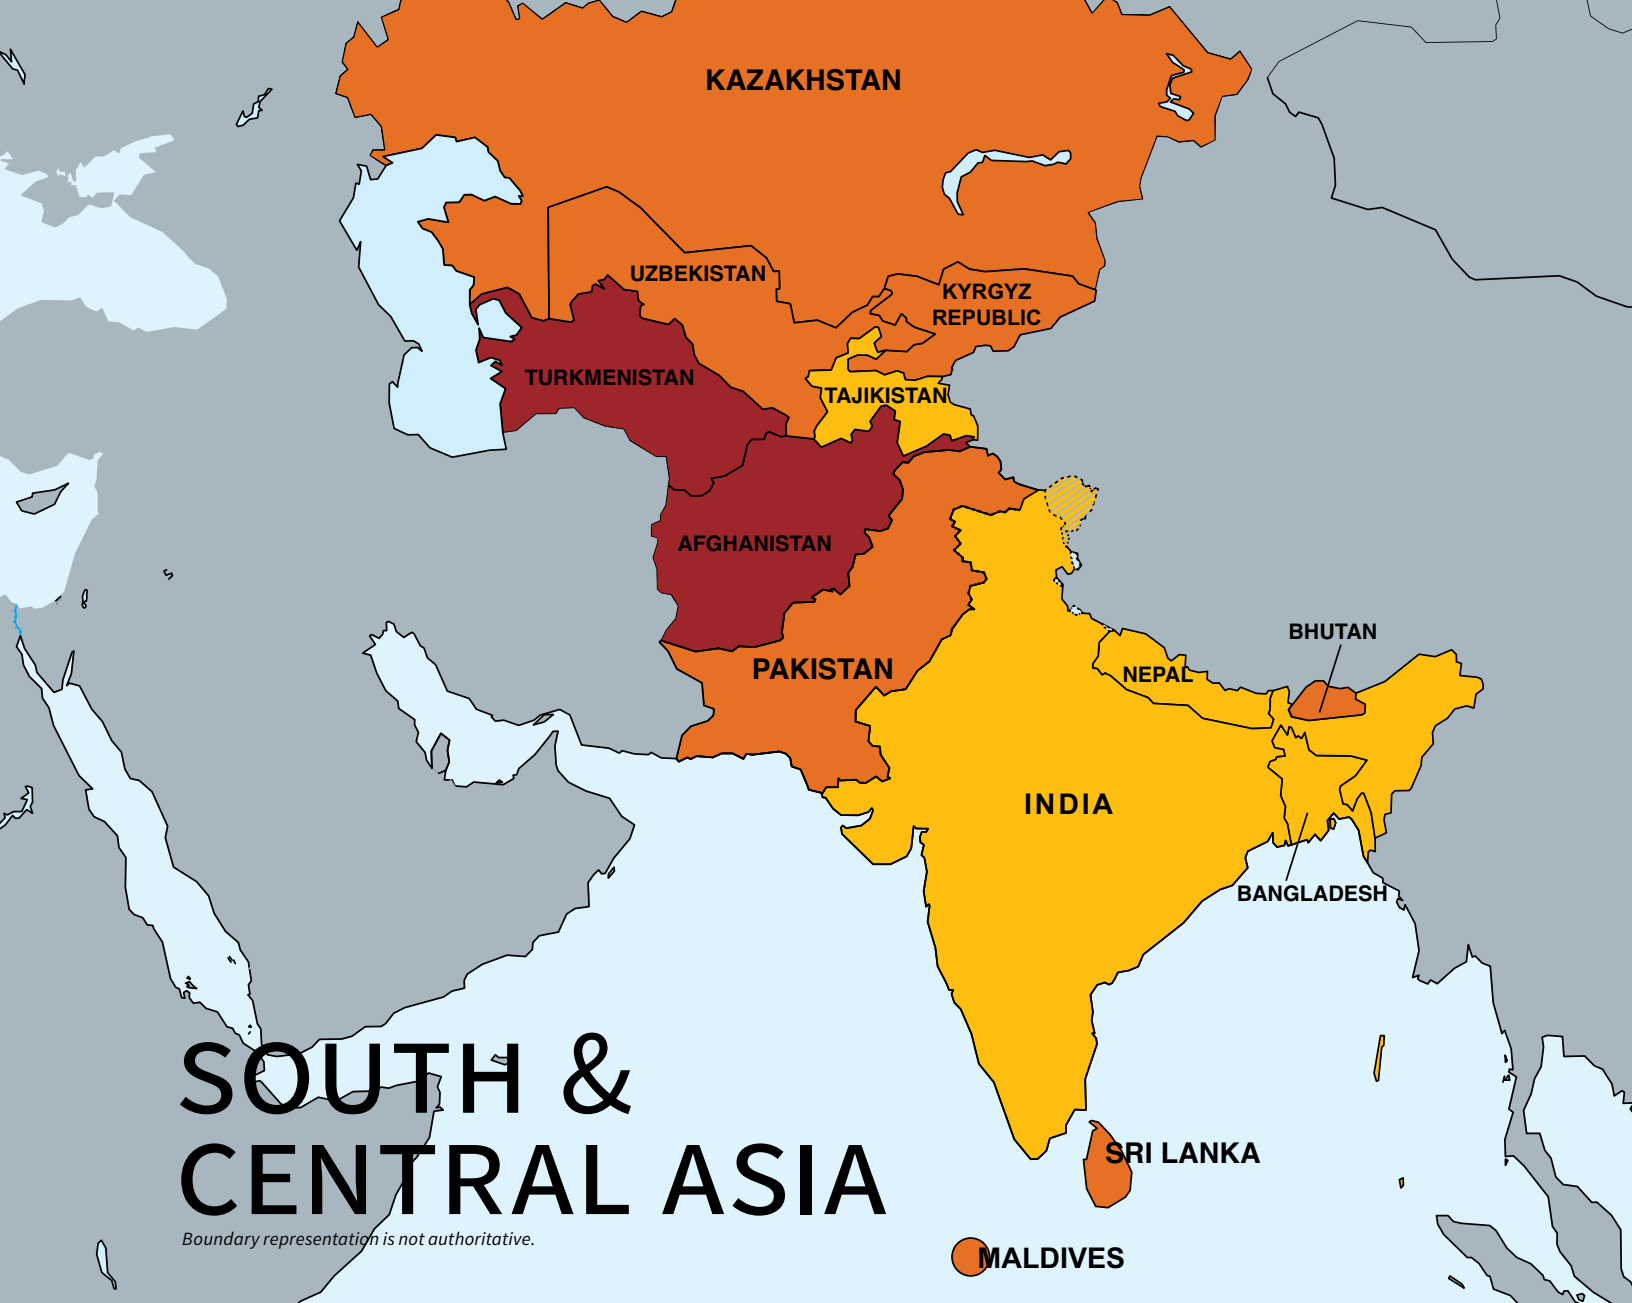 KAZAKHSTAN
UZBEKISTAN
KYRGYZ
REPUBLIC
TURKMENISTAN
TAJIKISTAN
AFGHANISTAN
PAKISTAN
BHUTAN
NEPAL
INDIA
BANGLADESH
SOUTH &
CENTRAL ASIA
Boundary representation is not authoritative.
SRI LANKA
MALDIVES